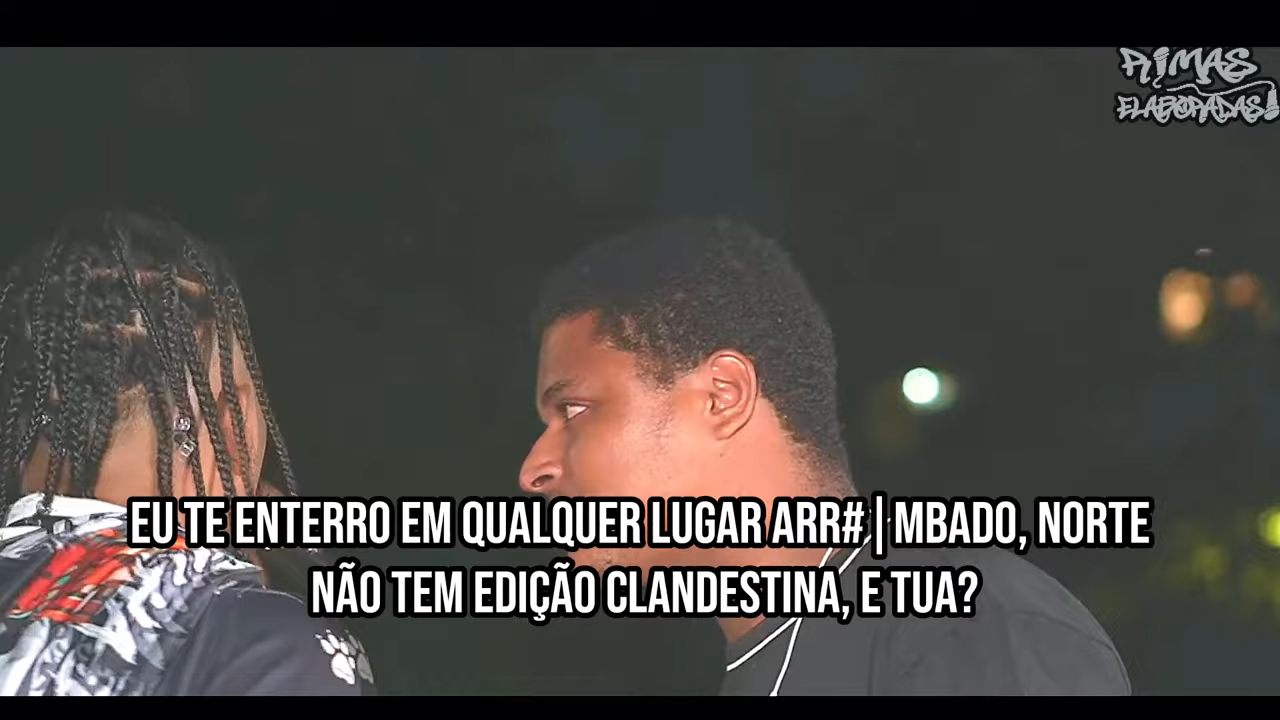 RIMAS
ELABORADAS!
EU TE ENTERRO EM QUALQUER LUGAR ARR# | MBADO, NORTE
NÃO TEM EDIÇÃO CLANDESTINA, E TUA?